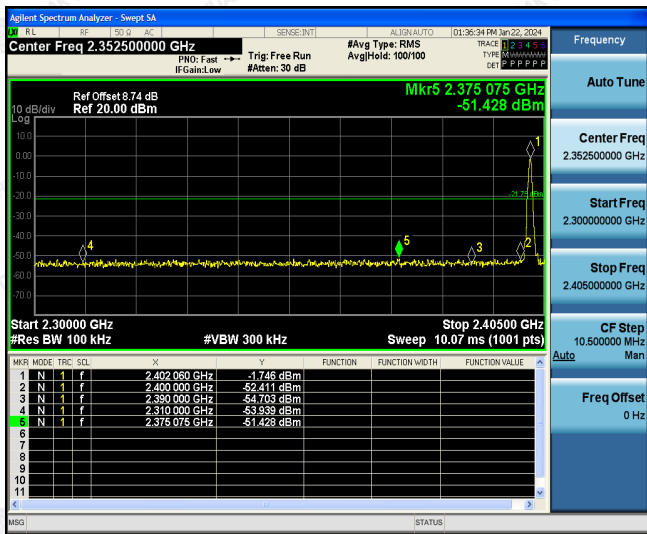 Agilent Spectrum Analyzer - Swept SA
LXI RL RF 50 Ω AC SENSE:INT ALIGN AUTO 01:36:34 PM Jan 22, 2024
Center Freq 2.352500000 GHz
PNO: Fast
IFGain:Low
Trig: Free Run
#Atten: 30 dB
#Avg Type: RMS
Avg|Hold: 100/100
TRACE 1 2 3 4 5 6
TYPE M WWWWW
DET P P P P P P
Ref Offset 8.74 dB
Ref 20.00 dBm
10 dB/div
Log
Mkr5 2.375 075 GHz
-51.428 dBm
10.0
0.00
-10.0
-20.0
-30.0
-40.0
-50.0
-60.0
-70.0
1
-21.75 dBm
4
5
3
2
Start 2.30000 GHz
Stop 2.40500 GHz
#Res BW 100 kHz
#VBW 300 kHz
Sweep 10.07 ms (1001 pts)
MKR MODE TRC SCL X Y FUNCTION FUNCTION WIDTH FUNCTION VALUE
1 N 1 f 2.402 060 GHz -1.746 dBm
2 N 1 f 2.400 000 GHz -52.411 dBm
3 N 1 f 2.390 000 GHz -54.703 dBm
4 N 1 f 2.310 000 GHz -53.939 dBm
5 N 1 f 2.375 075 GHz -51.428 dBm
6
7
8
9
10
11
MSG STATUS
Frequency
Auto Tune
Center Freq
2.352500000 GHz
Start Freq
2.300000000 GHz
Stop Freq
2.405000000 GHz
CF Step
10.500000 MHz
Auto Man
Freq Offset
0 Hz